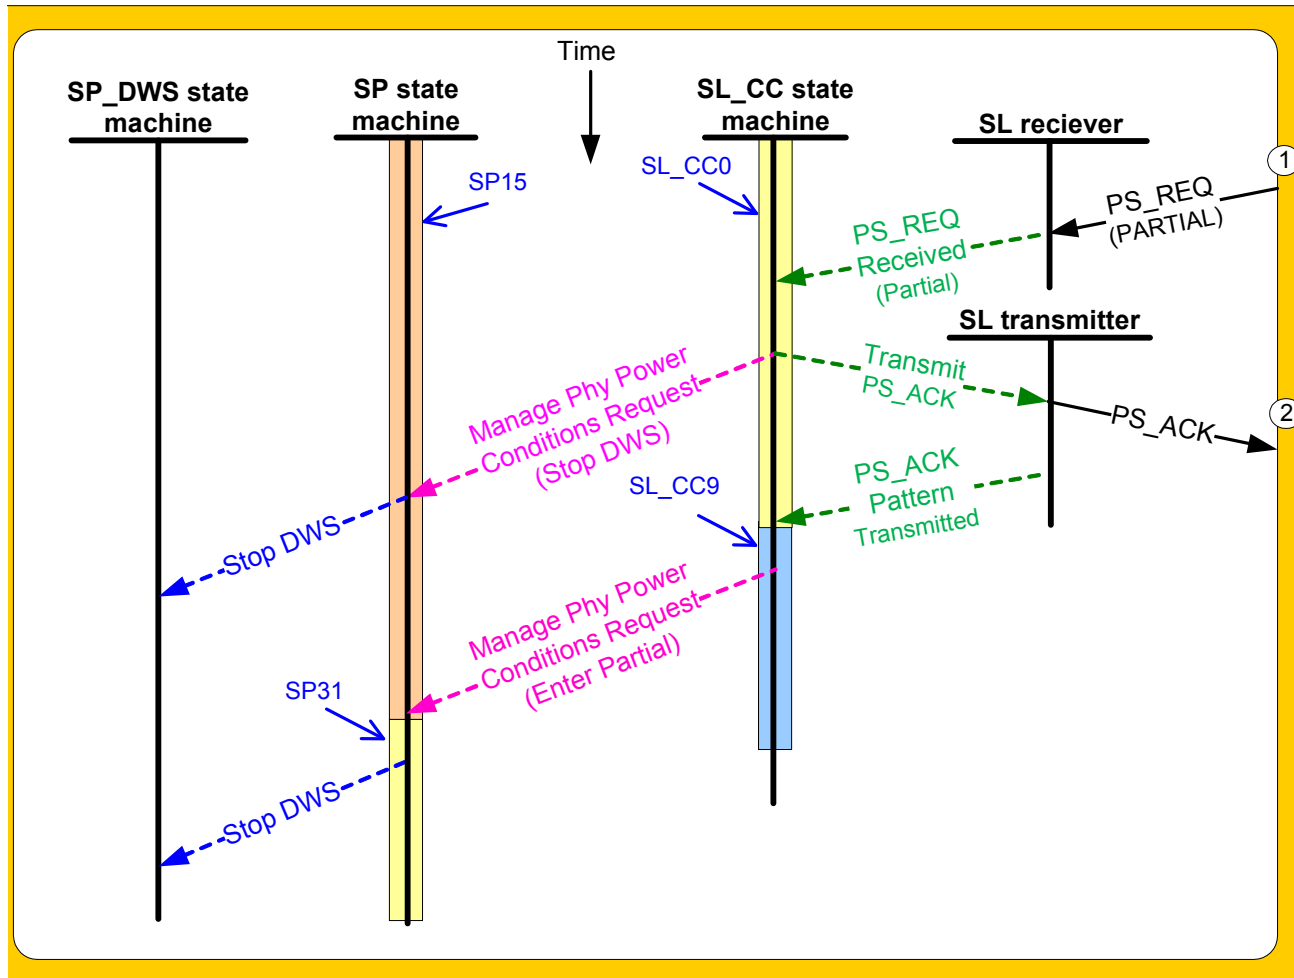 Time
SP_DWS state
machine
SP state
machine
SL_CC state
machine
SL reciever
1
SP15
SL_CC0
PS_REQ
(PARTIAL)
PS_REQ
Received
(Partial)
SL transmitter
Transmit
PS_ACK
2
PS_ACK
Manage Phy Power
Conditions Request
(Stop DWS)
PS_ACK
Pattern
Transmitted
SL_CC9
Stop DWS
Manage Phy Power
Conditions Request
(Enter Partial)
SP31
Stop DWS